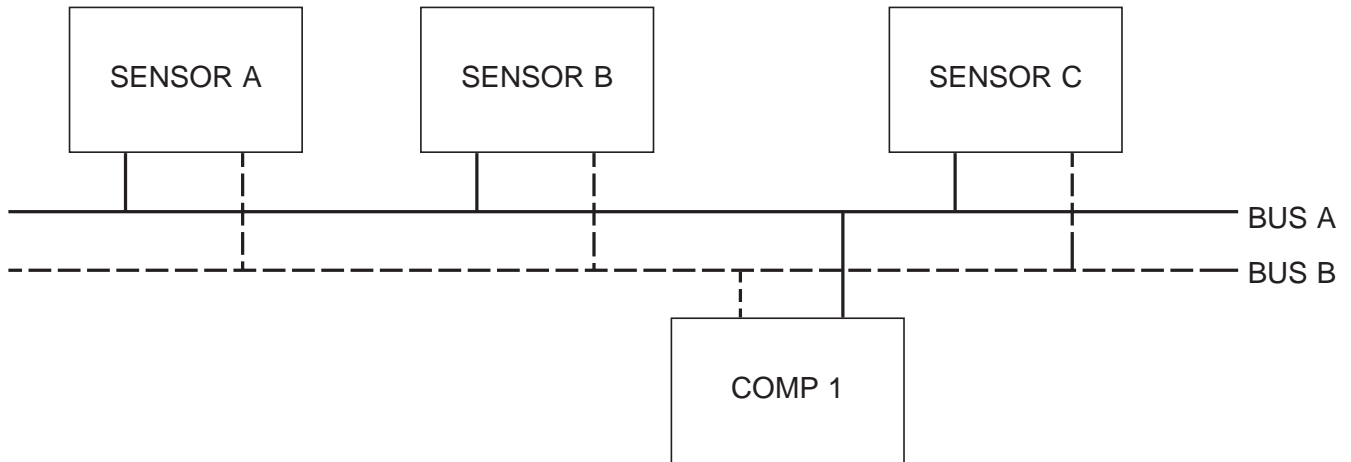 SENSOR A
SENSOR B
SENSOR C
BUS A
BUS B
COMP 1